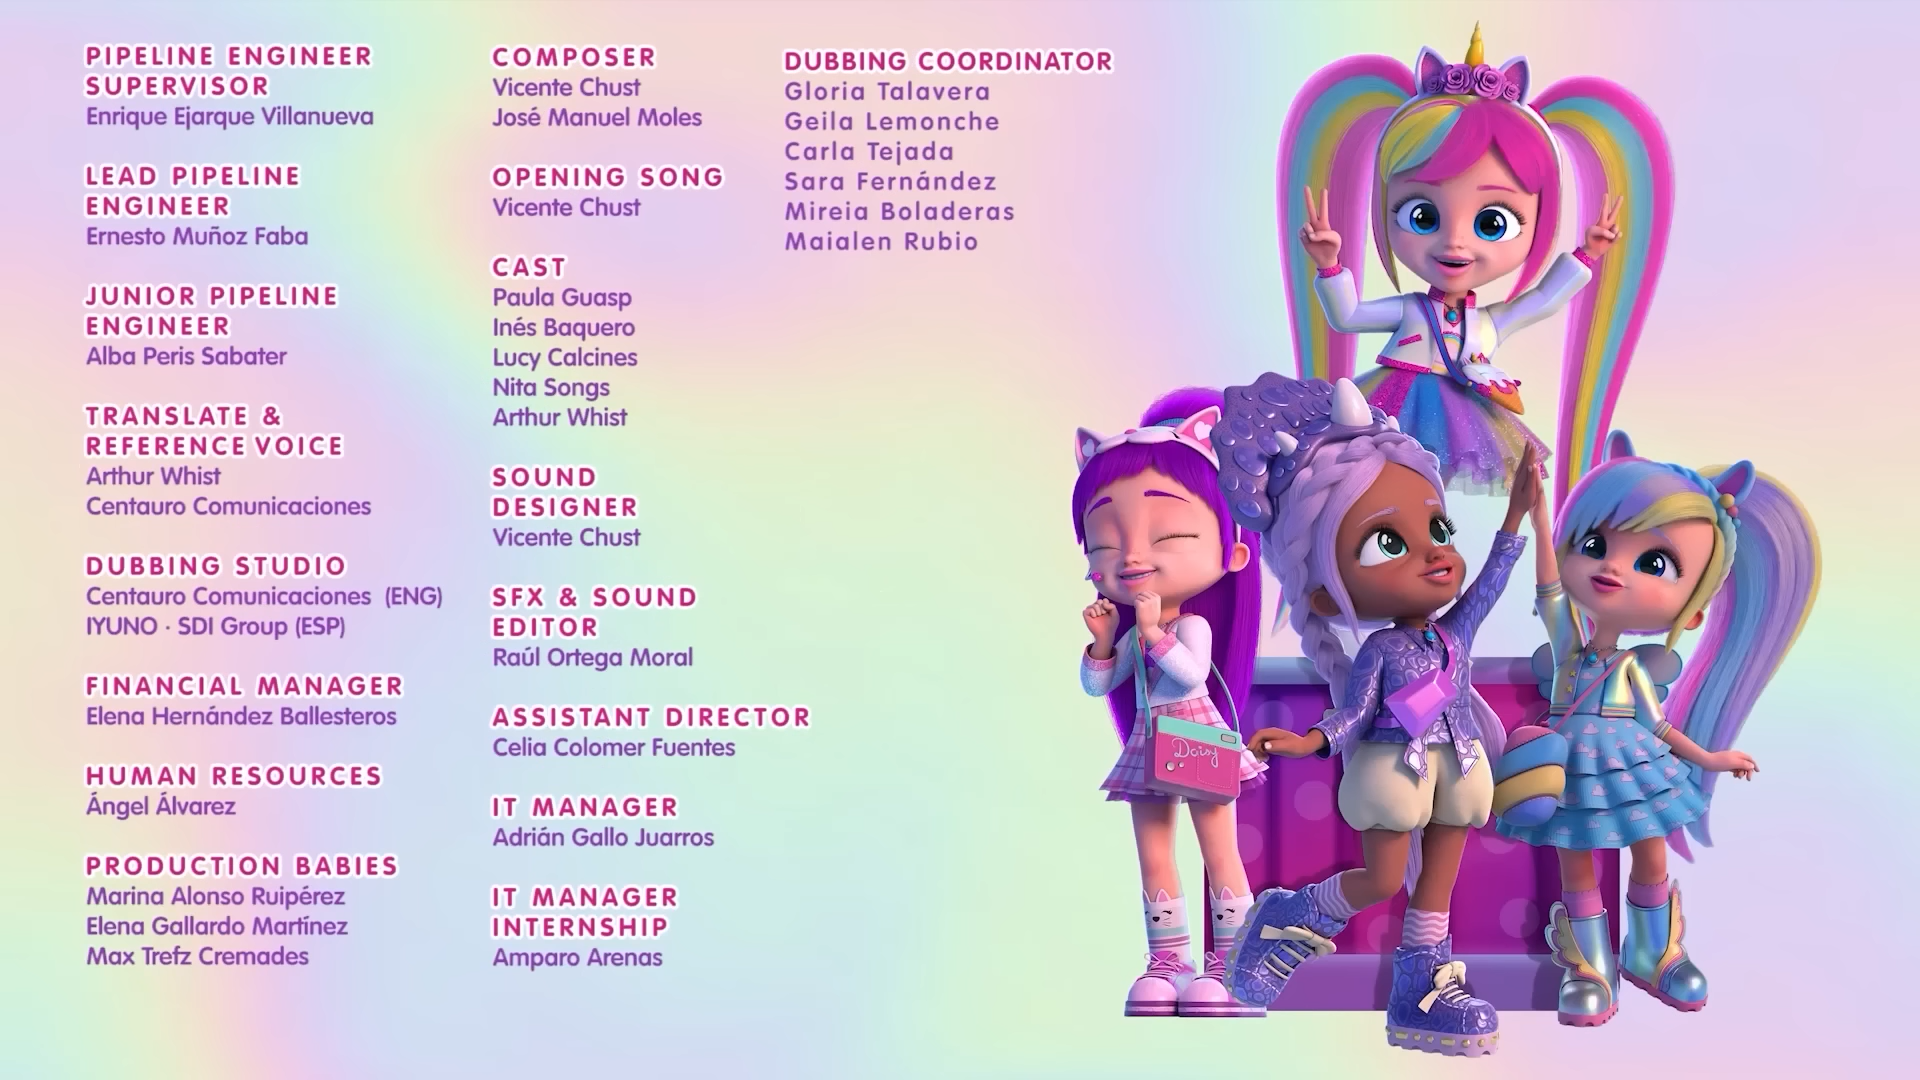 PIPELINE ENGINEER
SUPERVISOR
Enrique Ejarque Villanueva
LEAD PIPELINE
ENGINEER
Ernesto Muñoz Faba
JUNIOR PIPELINE
ENGINEER
Alba Peris Sabater
TRANSLATE &
REFERENCE VOICE
Arthur Whist
Centauro Comunicaciones
DUBBING STUDIO
Centauro Comunicaciones (ENG)
IYUNO · SDI Group (ESP)
FINANCIAL MANAGER
Elena Hernández Ballesteros
HUMAN RESOURCES
Ángel Álvarez
PRODUCTION BABIES
Marina Alonso Ruipérez
Elena Gallardo Martínez
Max Trefz Cremades
COMPOSER
Vicente Chust
José Manuel Moles
OPENING SONG
Vicente Chust
CAST
Paula Guasp
Inés Baquero
Lucy Calcines
Nita Songs
Arthur Whist
SOUND
DESIGNER
Vicente Chust
SFX & SOUND
EDITOR
Raúl Ortega Moral
ASSISTANT DIRECTOR
Celia Colomer Fuentes
IT MANAGER
Adrián Gallo Juarros
IT MANAGER
INTERNSHIP
Amparo Arenas
DUBBING COORDINATOR
Gloria Talavera
Geila Lemonche
Carla Tejada
Sara Fernández
Mireia Boladeras
Maialen Rubio
Daisy